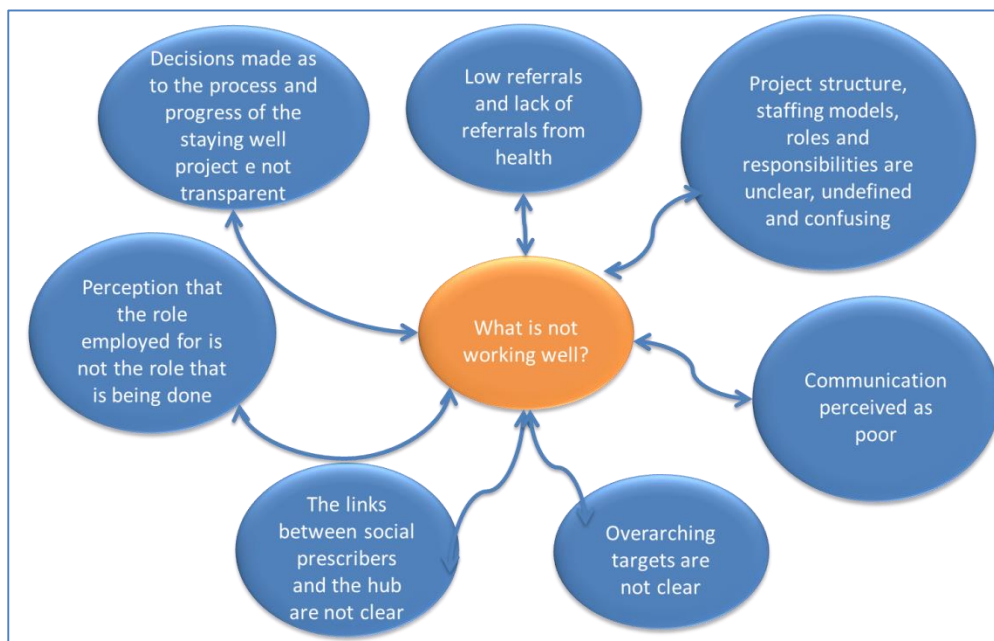 Decisions made as
to the process and
progress of the
staying well
project e not
transparent
Low referrals
and lack of
referrals from
health
Project structure,
staffing models,
roles and
responsibilities are
unclear, undefined
and confusing
Perception that
the role
employed for is
not the role that
is being done
What is not
working well?
Communication
perceived as
poor
The links
between social
prescribers
and the hub
are not clear
Overarching
targets are
not clear